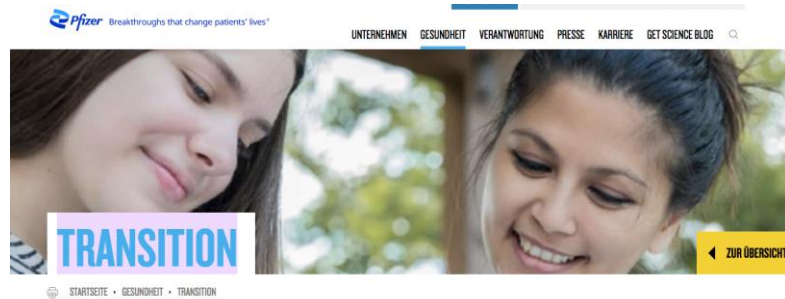 Pfizer Breakthroughs that change patients' lives®
UNTERNEHMEN GESUNDHEIT VERANTWORTUNG PRESSE KARRIERE GET SCIENCE BLOG
TRANSITION
ZUR ÜBERSICHT
STARTSEITE • GESUNDHEIT • TRANSITION